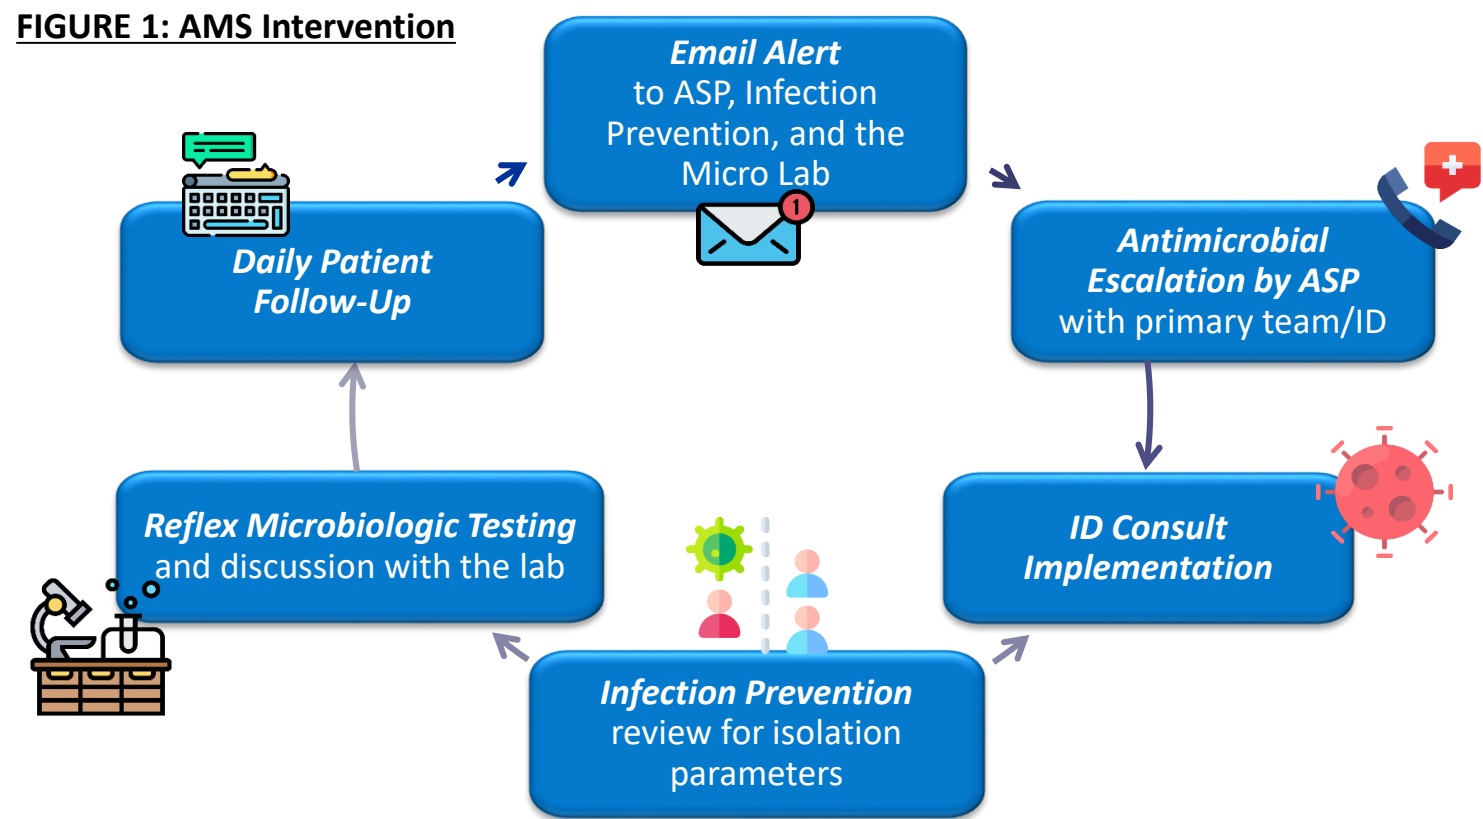 FIGURE 1: AMS Intervention
Email Alert
to ASP, Infection
Prevention, and the
Micro Lab
1
Antimicrobial
Escalation by ASP
with primary team/ID
ID Consult
Implementation
Infection Prevention
review for isolation
parameters
Reflex Microbiologic Testing
and discussion with the lab
Daily Patient
Follow-Up